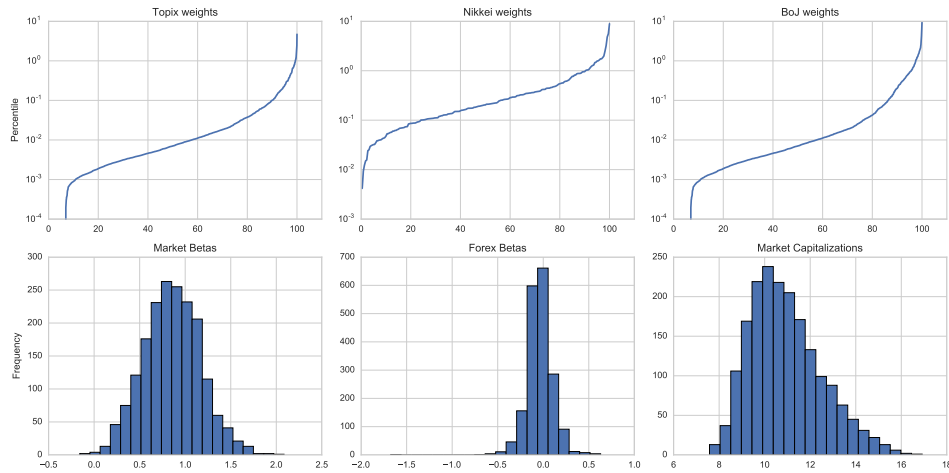 Topix weights
Nikkei weights
BoJ weights
Percentile
10^1
10^0
10^-1
10^-2
10^-3
10^-4
0 20 40 60 80 100
10^1
10^0
10^-1
10^-2
10^-3
0 20 40 60 80 100
10^1
10^0
10^-1
10^-2
10^-3
10^-4
0 20 40 60 80 100
Market Betas
Forex Betas
Market Capitalizations
Frequency
300
250
200
150
100
50
0
−0.5 0.0 0.5 1.0 1.5 2.0 2.5
700
600
500
400
300
200
100
0
−2.0 −1.5 −1.0 −0.5 0.0 0.5 1.0
250
200
150
100
50
0
6 8 10 12 14 16 18